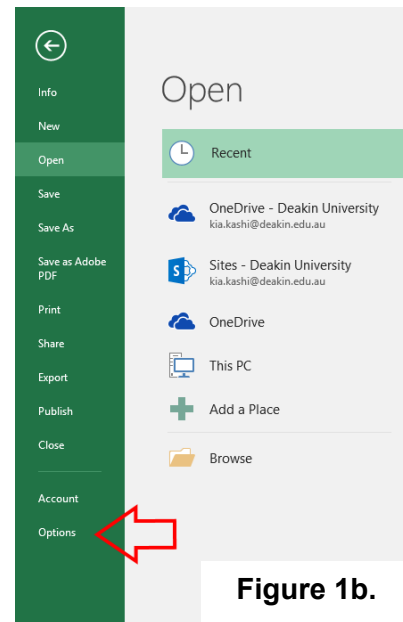 Info
New
Open
Save
Save As
Save as Adobe
PDF
Print
Share
Export
Publish
Close
Account
Options
Open
Recent
OneDrive - Deakin University
kia.kashi@deakin.edu.au
Sites - Deakin University
kia.kashi@deakin.edu.au
OneDrive
This PC
Add a Place
Browse
Figure 1b.